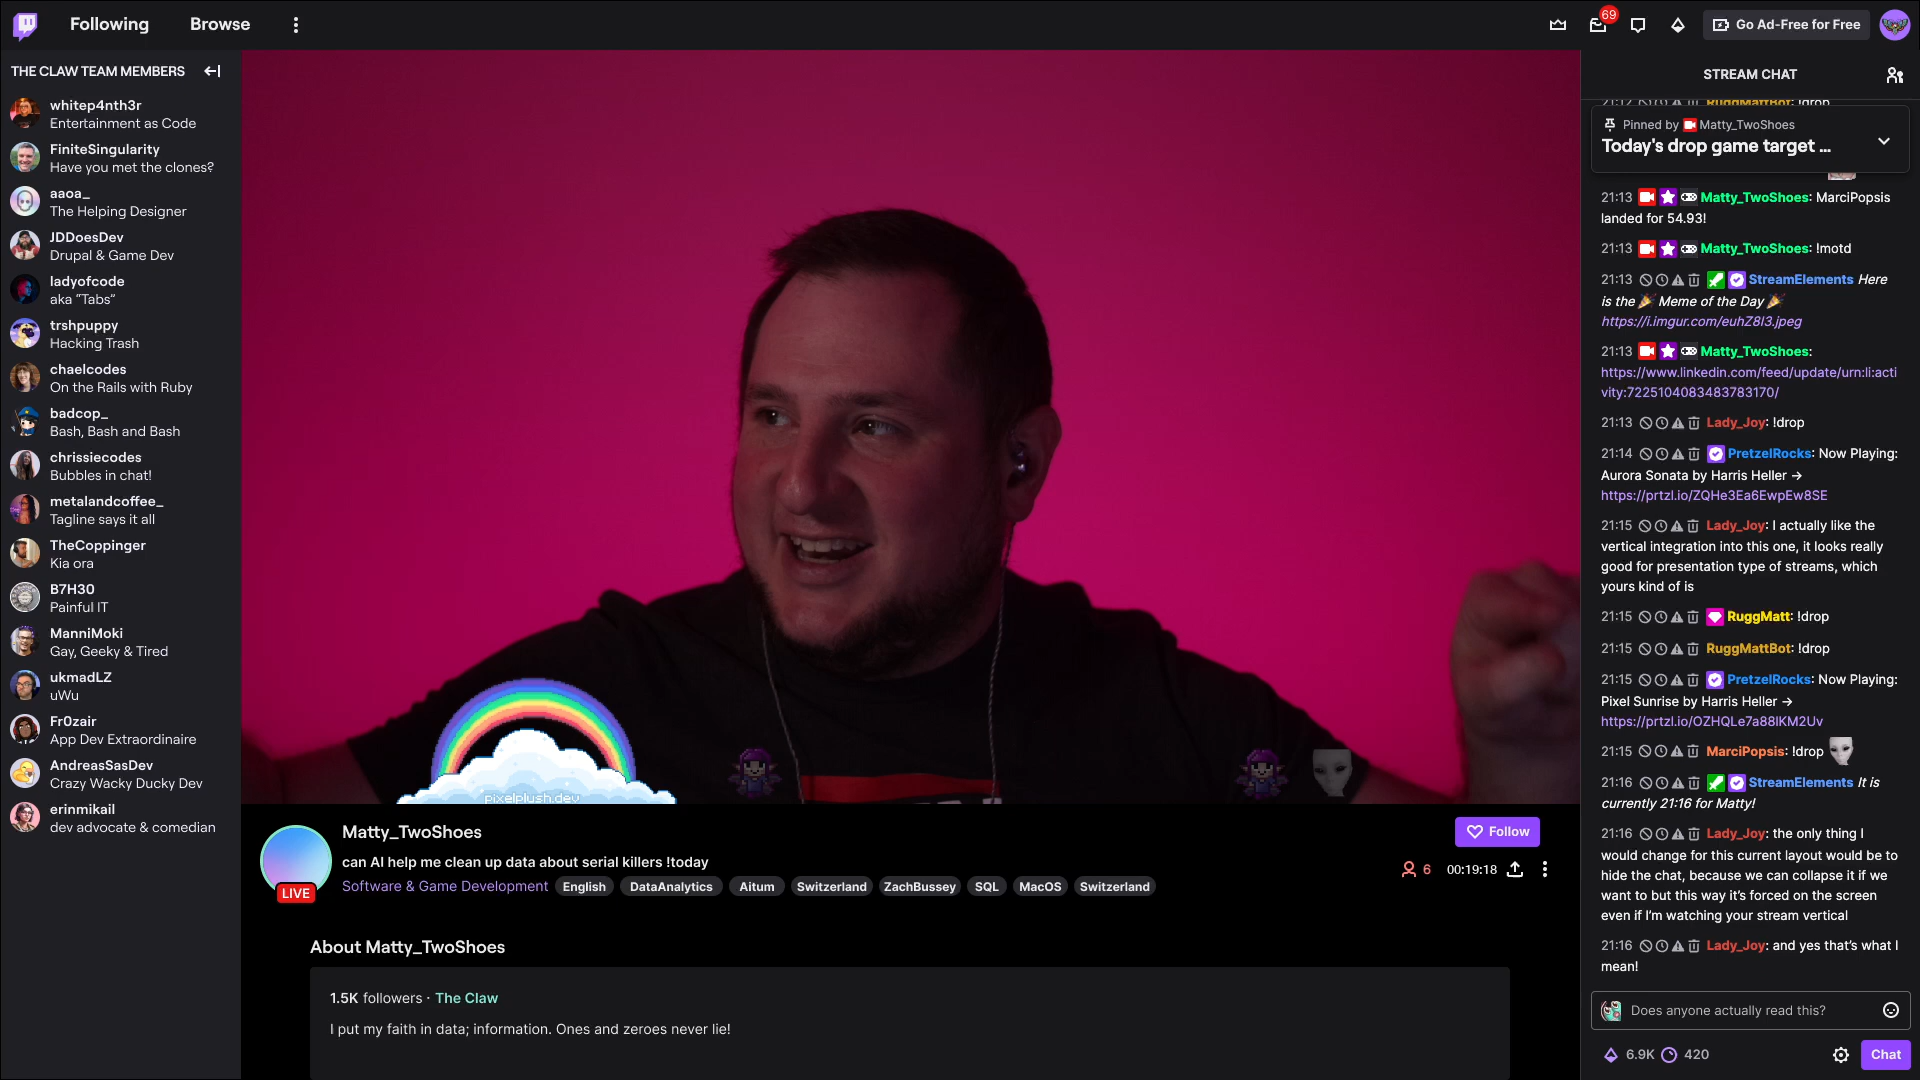 Following
Browse
69
Go Ad-Free for Free
THE CLAW TEAM MEMBERS
whitep4nth3r
Entertainment as Code
FiniteSingularity
Have you met the clones?
aaoa_
The Helping Designer
JDDoesDev
Drupal & Game Dev
ladyofcode
aka “Tabs”
trshpuppy
Hacking Trash
chaelcodes
On the Rails with Ruby
badcop_
Bash, Bash and Bash
chrissiecodes
Bubbles in chat!
metalandcoffee_
Tagline says it all
TheCoppinger
Kia ora
B7H30
Painful IT
ManniMoki
Gay, Geeky & Tired
ukmadLZ
uWu
Fr0zair
App Dev Extraordinaire
AndreasSasDev
Crazy Wacky Ducky Dev
erinmikail
dev advocate & comedian
pixelplush.dev
Matty_TwoShoes
can AI help me clean up data about serial killers !today
Software & Game Development English DataAnalytics Aitum Switzerland ZachBussey SQL MacOS Switzerland
LIVE
Follow
6 00:19:18
About Matty_TwoShoes
1.5K followers · The Claw
I put my faith in data; information. Ones and zeroes never lie!
STREAM CHAT
21:12 RuggMattBot: !drop
Pinned by Matty_TwoShoes
Today's drop game target ...
21:13 Matty_TwoShoes: MarciPopsis
landed for 54.93!
21:13 Matty_TwoShoes: !motd
21:13 StreamElements Here
is the 🎉 Meme of the Day 🎉
https://i.imgur.com/euhZ8I3.jpeg
21:13 Matty_TwoShoes:
https://www.linkedin.com/feed/update/urn:li:acti
vity:7225104083483783170/
21:13 Lady_Joy: !drop
21:14 PretzelRocks: Now Playing:
Aurora Sonata by Harris Heller →
https://prtzl.io/ZQHe3Ea6EwpEw8SE
21:15 Lady_Joy: I actually like the
vertical integration into this one, it looks really
good for presentation type of streams, which
yours kind of is
21:15 RuggMatt: !drop
21:15 RuggMattBot: !drop
21:15 PretzelRocks: Now Playing:
Pixel Sunrise by Harris Heller →
https://prtzl.io/OZHQLe7a88lKM2Uv
21:15 MarciPopsis: !drop
21:16 StreamElements It is
currently 21:16 for Matty!
21:16 Lady_Joy: the only thing I
would change for this current layout would be to
hide the chat, because we can collapse it if we
want to but this way it’s forced on the screen
even if I’m watching your stream vertical
21:16 Lady_Joy: and yes that’s what I
mean!
Does anyone actually read this?
6.9K 420
Chat